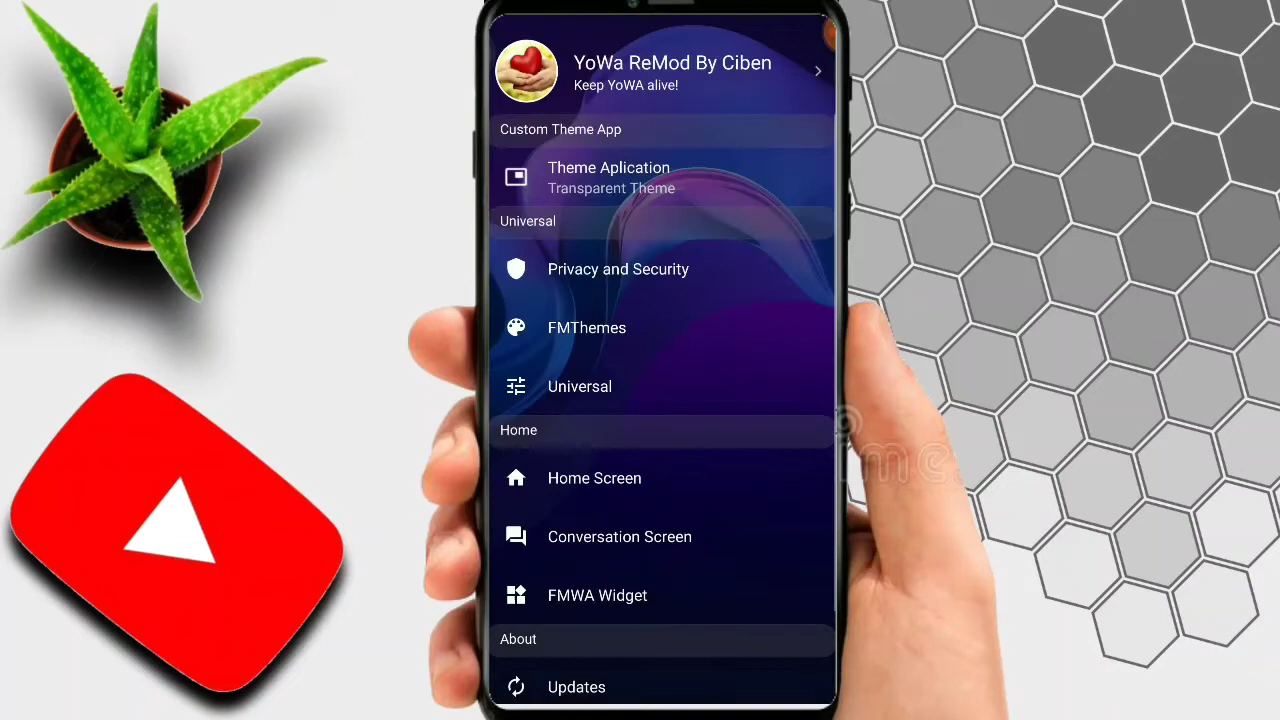 YoWa ReMod By Ciben
Keep YoWA alive!
Custom Theme App
Theme Aplication
Transparent Theme
Universal
Privacy and Security
FMThemes
Universal
Home
Home Screen
Conversation Screen
FMWA Widget
About
Updates